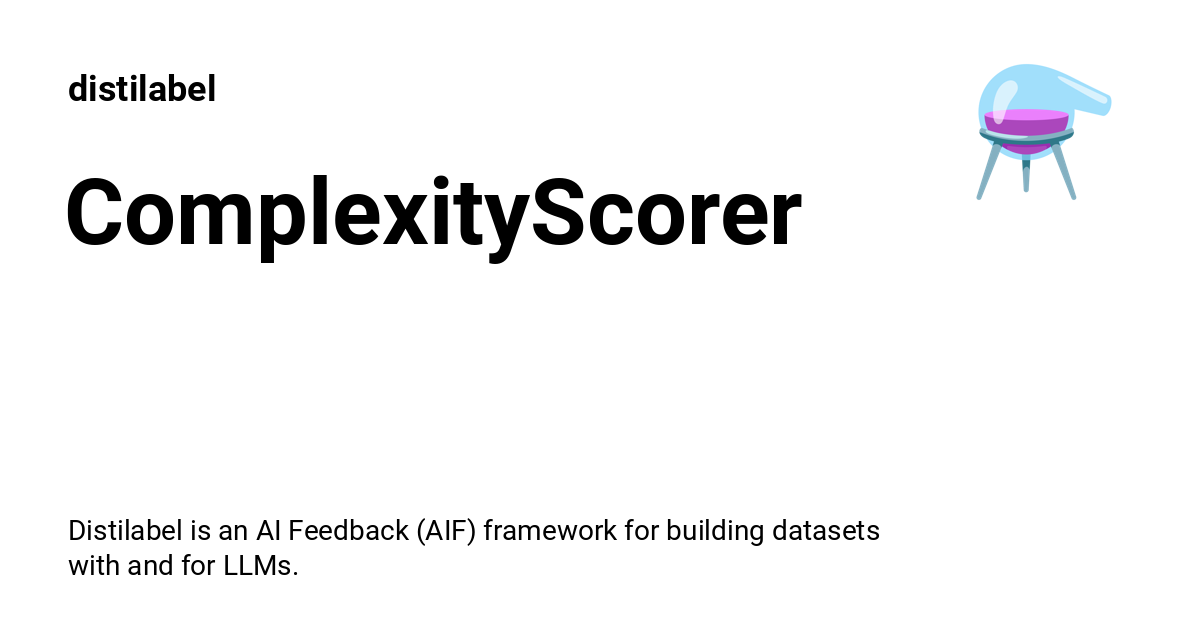 distilabel
ComplexityScorer
Distilabel is an AI Feedback (AIF) framework for building datasets
with and for LLMs.